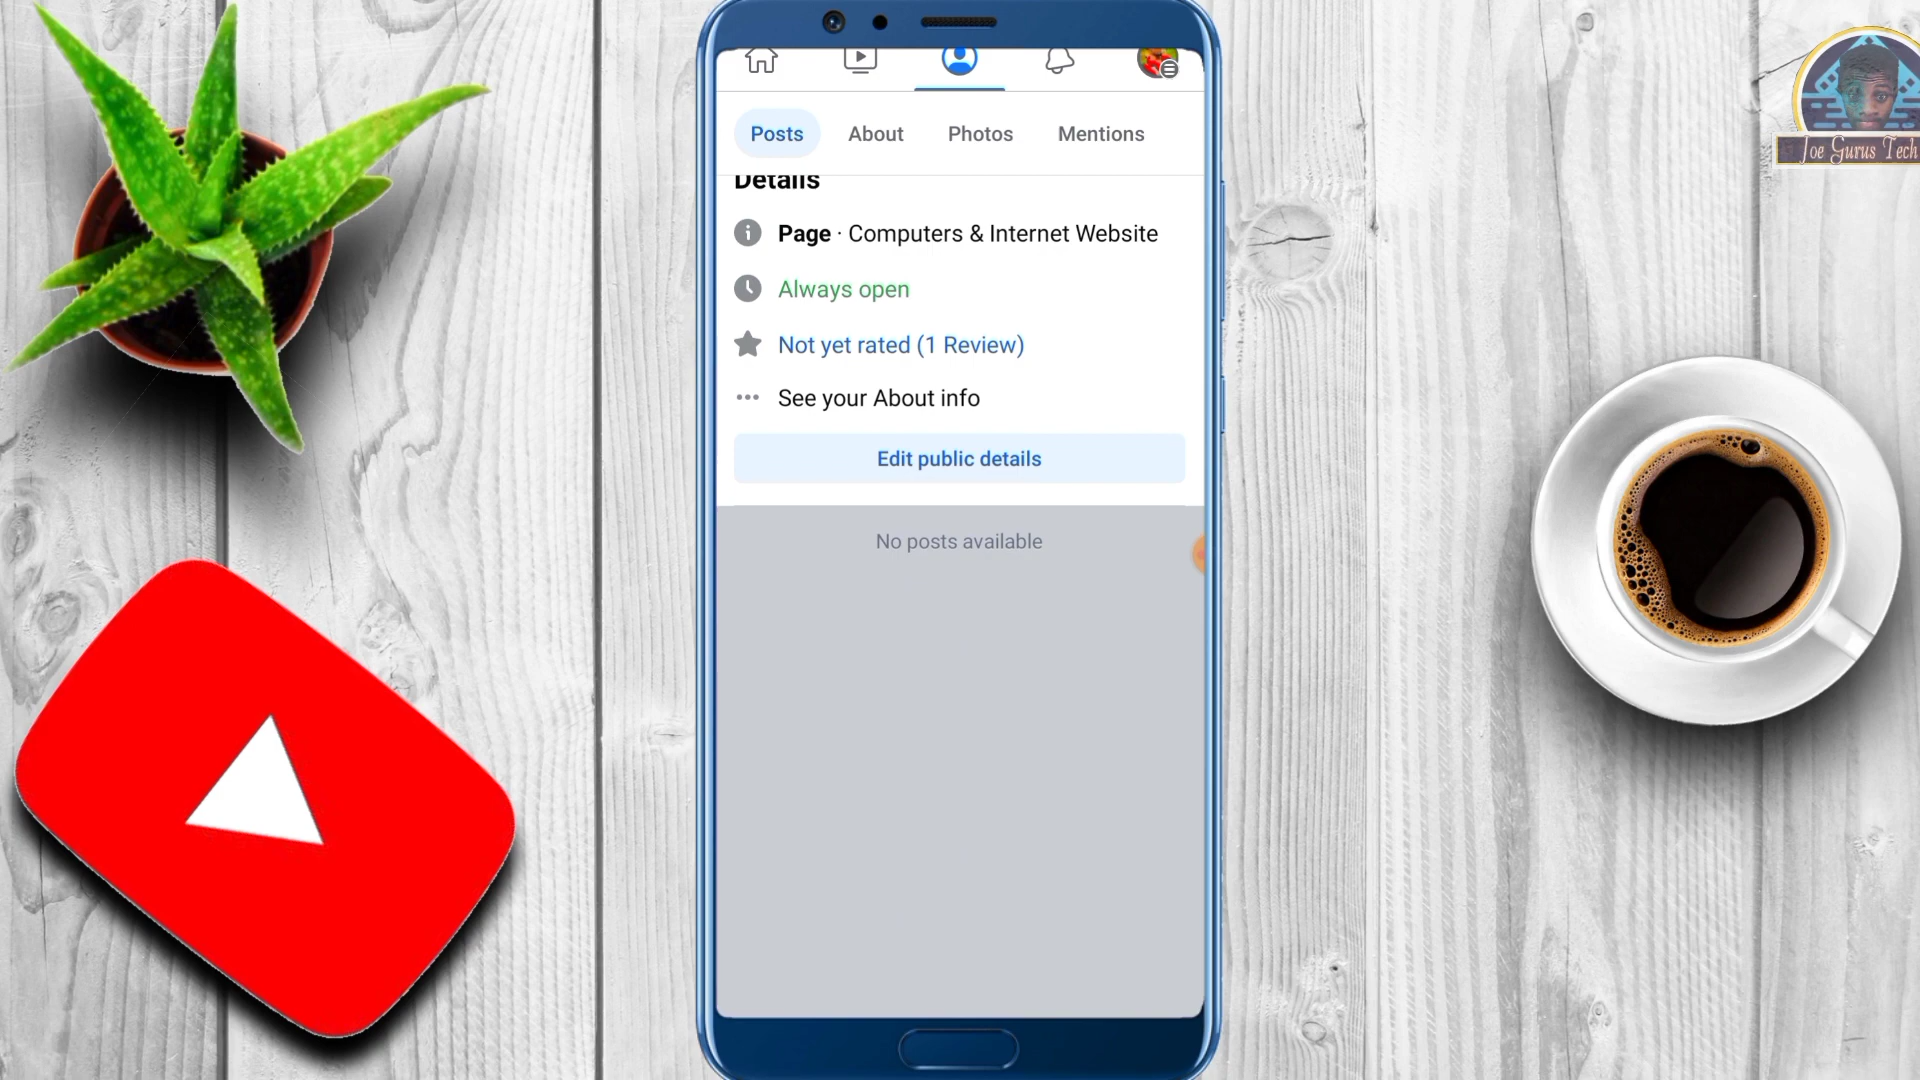 Joe Gurus Tech
Posts About Photos Mentions
Details
Page · Computers & Internet Website
Always open
Not yet rated (1 Review)
See your About info
Edit public details
No posts available